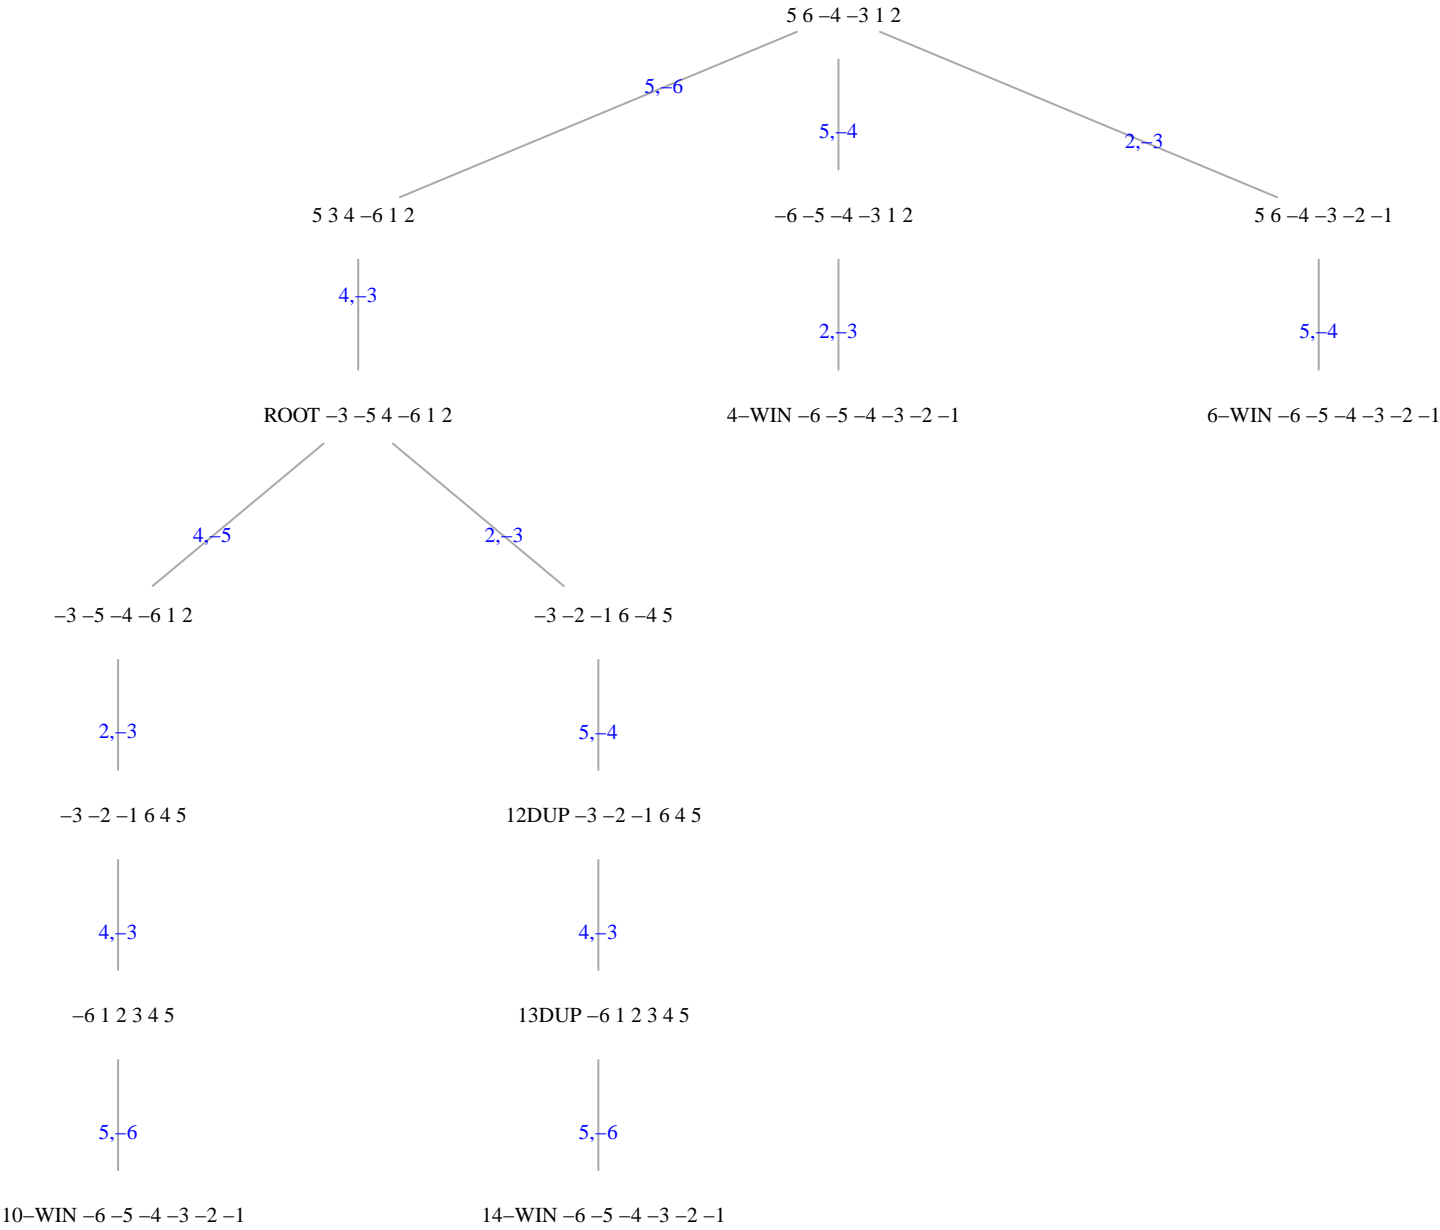 5 6 –4 –3 1 2
5,–6
5,–4
2,–3
5 3 4 –6 1 2
–6 –5 –4 –3 1 2
5 6 –4 –3 –2 –1
4,–3
2,–3
5,–4
ROOT –3 –5 4 –6 1 2
4–WIN –6 –5 –4 –3 –2 –1
6–WIN –6 –5 –4 –3 –2 –1
4,–5
2,–3
–3 –5 –4 –6 1 2
–3 –2 –1 6 –4 5
2,–3
5,–4
–3 –2 –1 6 4 5
12DUP –3 –2 –1 6 4 5
4,–3
4,–3
–6 1 2 3 4 5
13DUP –6 1 2 3 4 5
5,–6
5,–6
10–WIN –6 –5 –4 –3 –2 –1
14–WIN –6 –5 –4 –3 –2 –1